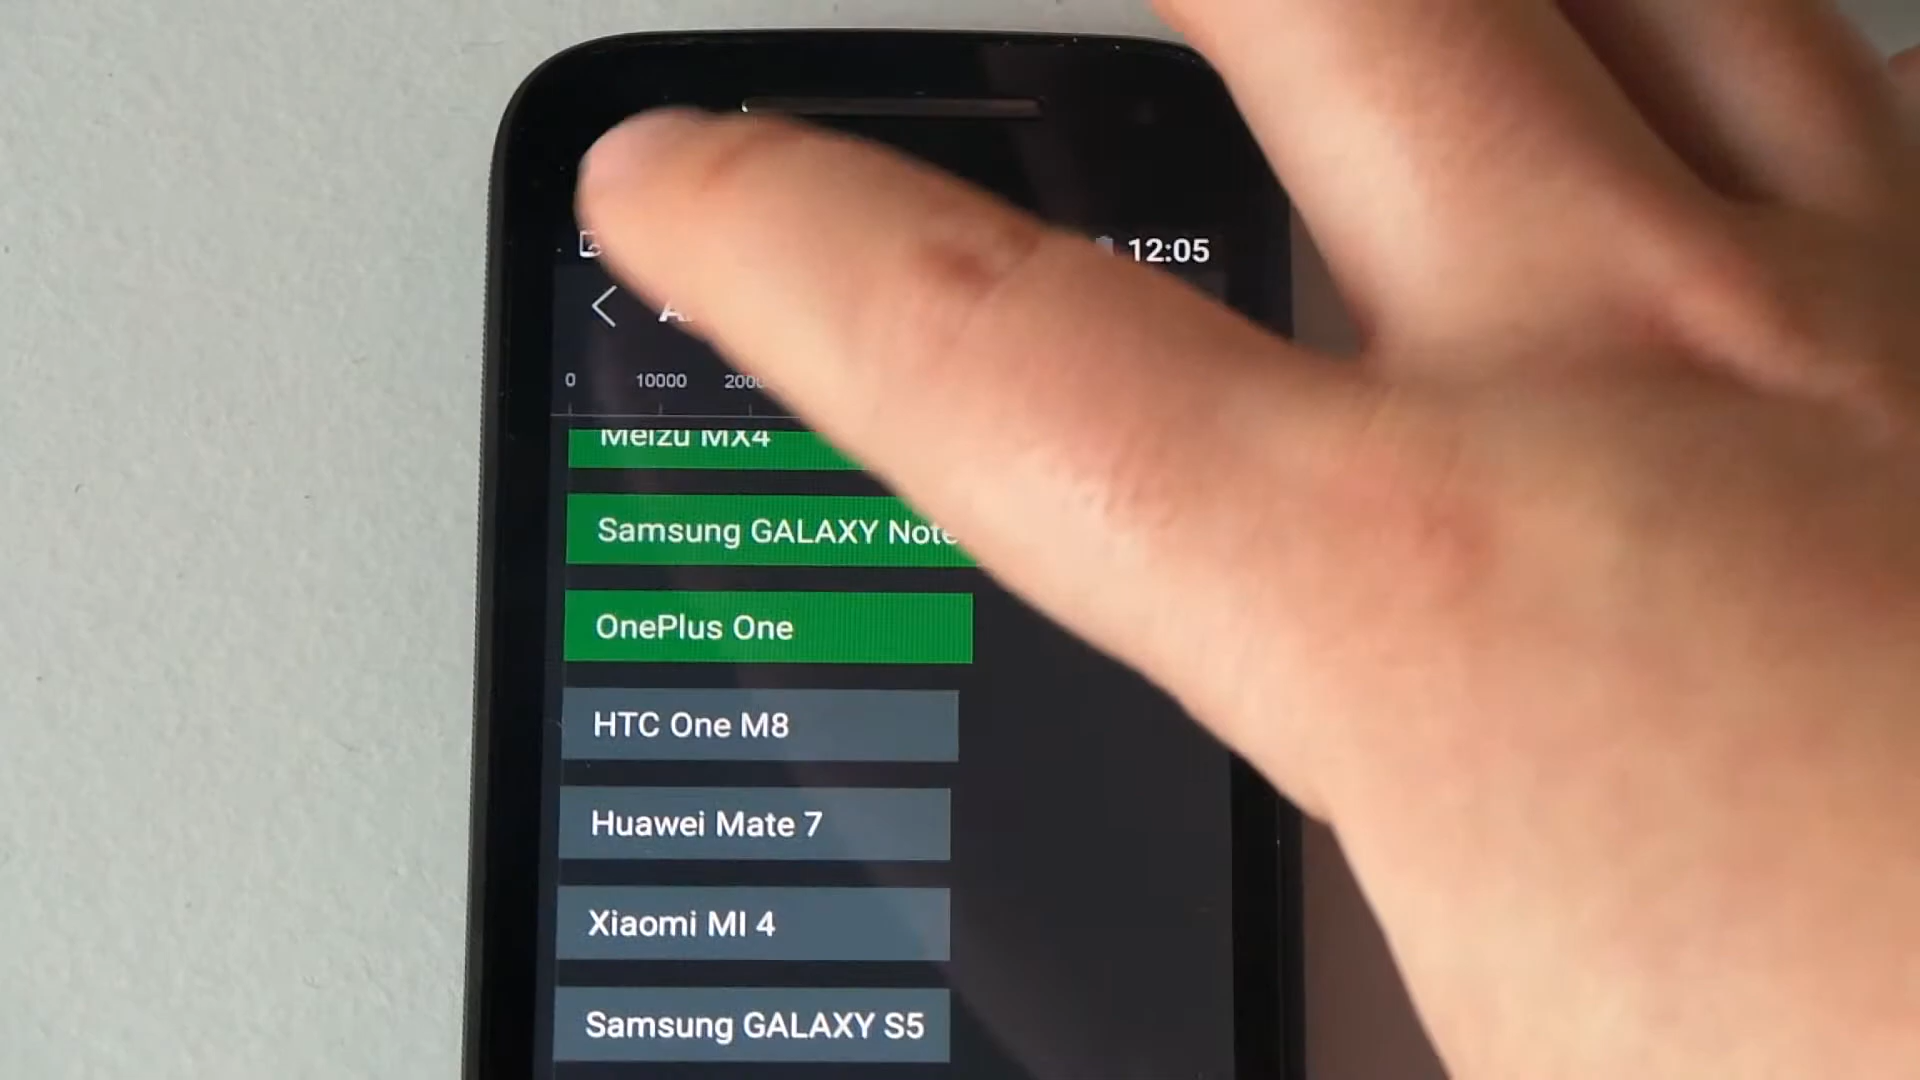 12:05
0 10000
Meizu MX4
Samsung GALAXY Note
OnePlus One
HTC One M8
Huawei Mate 7
Xiaomi MI 4
Samsung GALAXY S5